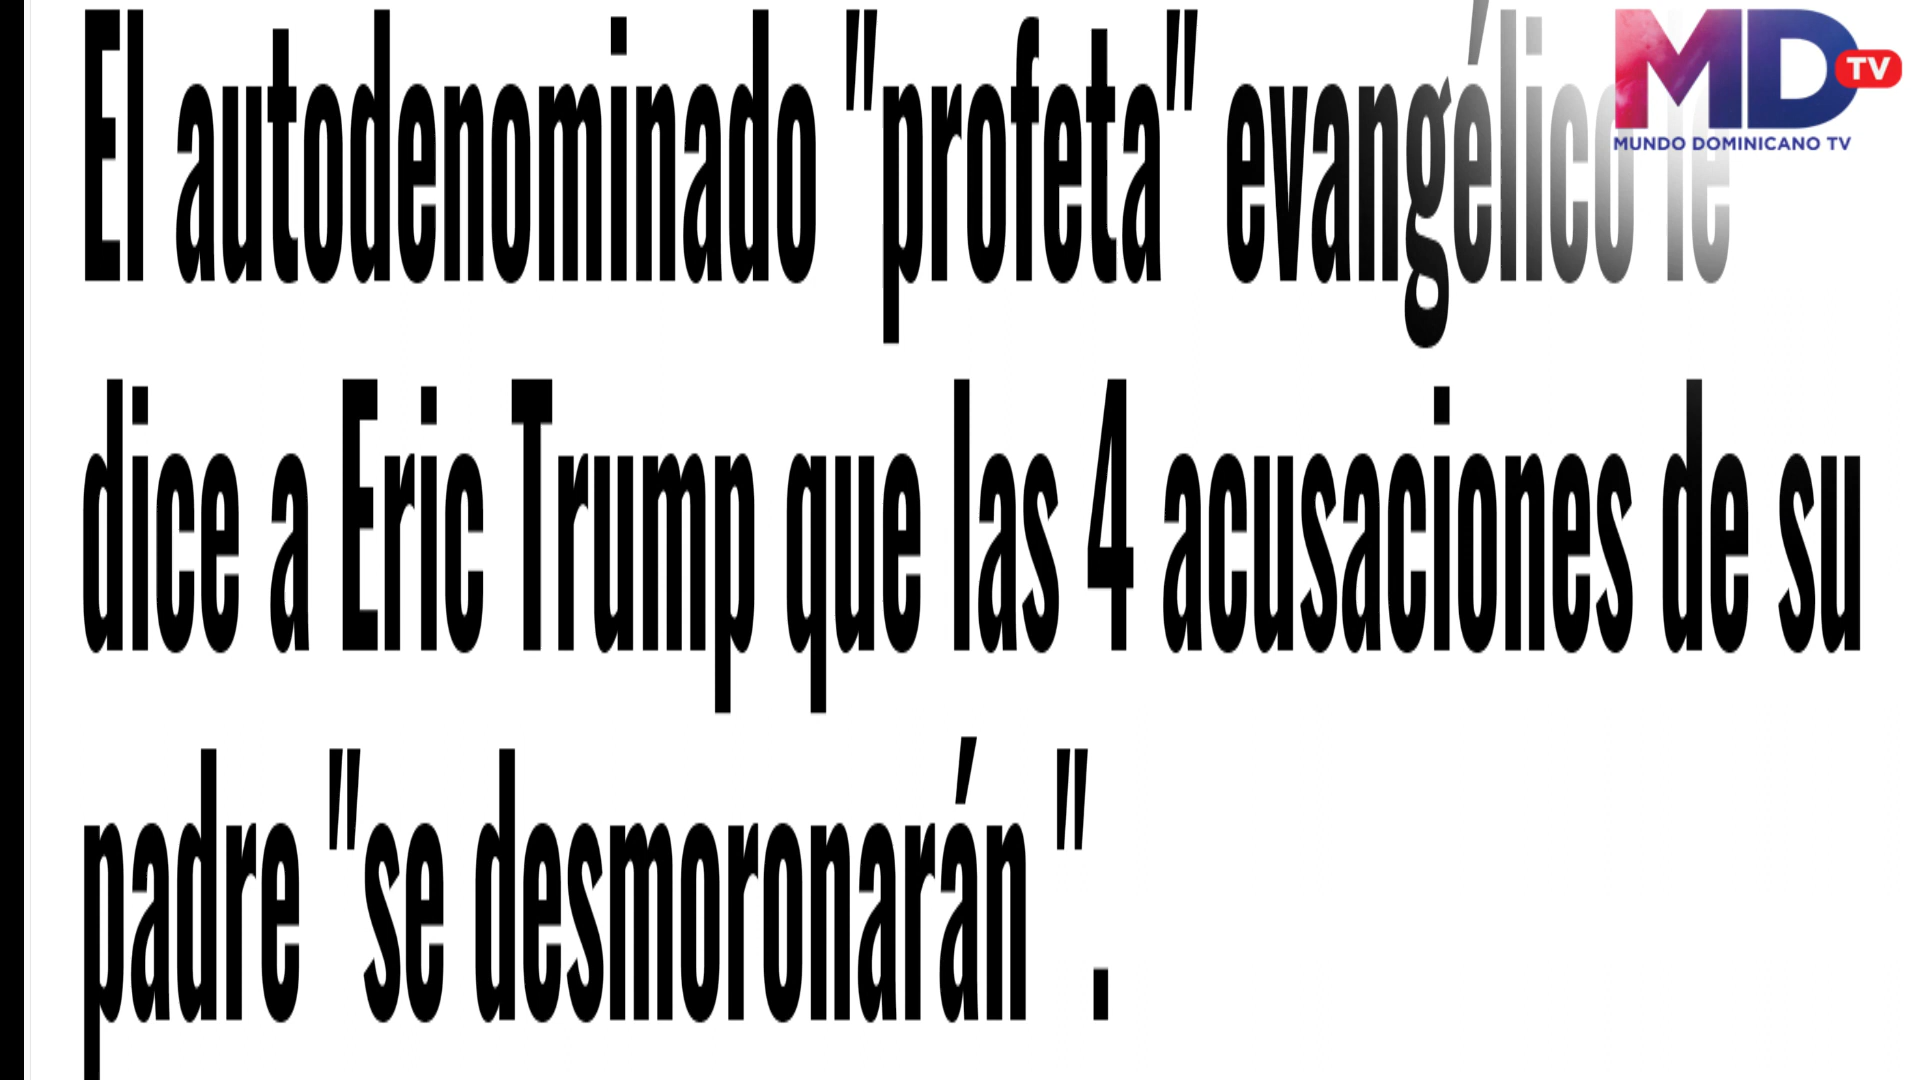 El autodenominado "profeta" evangélico le
dice a Eric Trump que las 4 acusaciones de su
padre "se desmoronarán ".
MD TV
MUNDO DOMINICANO TV